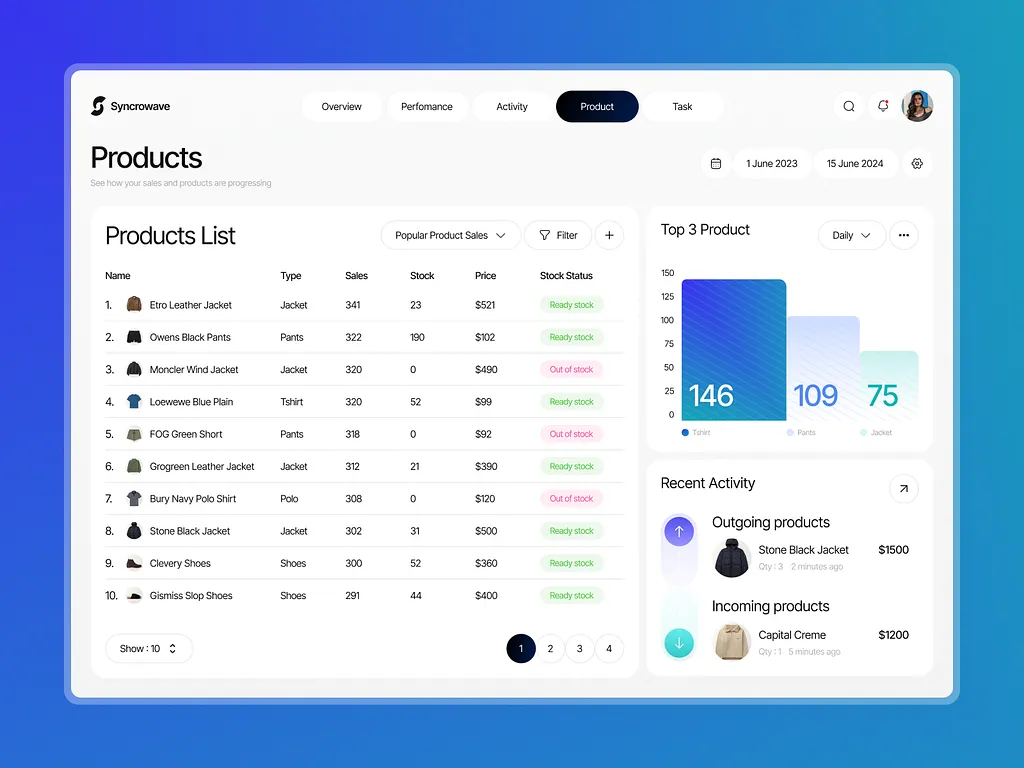 Syncrowave
Overview
Perfomance
Activity
Product
Task
Products
See how your sales and products are progressing
1 June 2023
15 June 2024
Products List
Popular Product Sales
Filter
+
Name Type Sales Stock Price Stock Status
1. Etro Leather Jacket Jacket 341 23 $521 Ready stock
2. Owens Black Pants Pants 322 190 $102 Ready stock
3. Moncler Wind Jacket Jacket 320 0 $490 Out of stock
4. Loewewe Blue Plain Tshirt 320 52 $99 Ready stock
5. FOG Green Short Pants 318 0 $92 Out of stock
6. Grogreen Leather Jacket Jacket 312 21 $390 Ready stock
7. Bury Navy Polo Shirt Polo 308 0 $120 Out of stock
8. Stone Black Jacket Jacket 302 31 $500 Ready stock
9. Clevery Shoes Shoes 300 52 $360 Ready stock
10. Gismiss Slop Shoes Shoes 291 44 $400 Ready stock
Show : 10
1 2 3 4
Top 3 Product
Daily
150
125
100
75
50
25
0
146
109
75
Tshirt
Pants
Jacket
Recent Activity
Outgoing products
Stone Black Jacket $1500
Qty : 3 2 minutes ago
Incoming products
Capital Creme $1200
Qty : 1 5 minutes ago